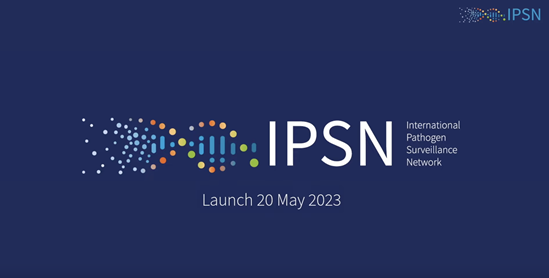 IPSN
IPSN
International
Pathogen
Surveillance
Network
Launch 20 May 2023